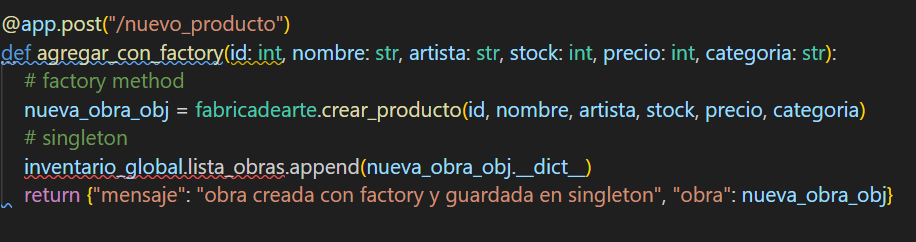 @app.post("/nuevo_producto")
def agregar_con_factory(id: int, nombre: str, artista: str, stock: int, precio: int, categoria: str):
    # factory method
    nueva_obra_obj = fabricadearte.crear_producto(id, nombre, artista, stock, precio, categoria)
    # singleton
    inventario_global.lista_obras.append(nueva_obra_obj.__dict__)
    return {"mensaje": "obra creada con factory y guardada en singleton", "obra": nueva_obra_obj}